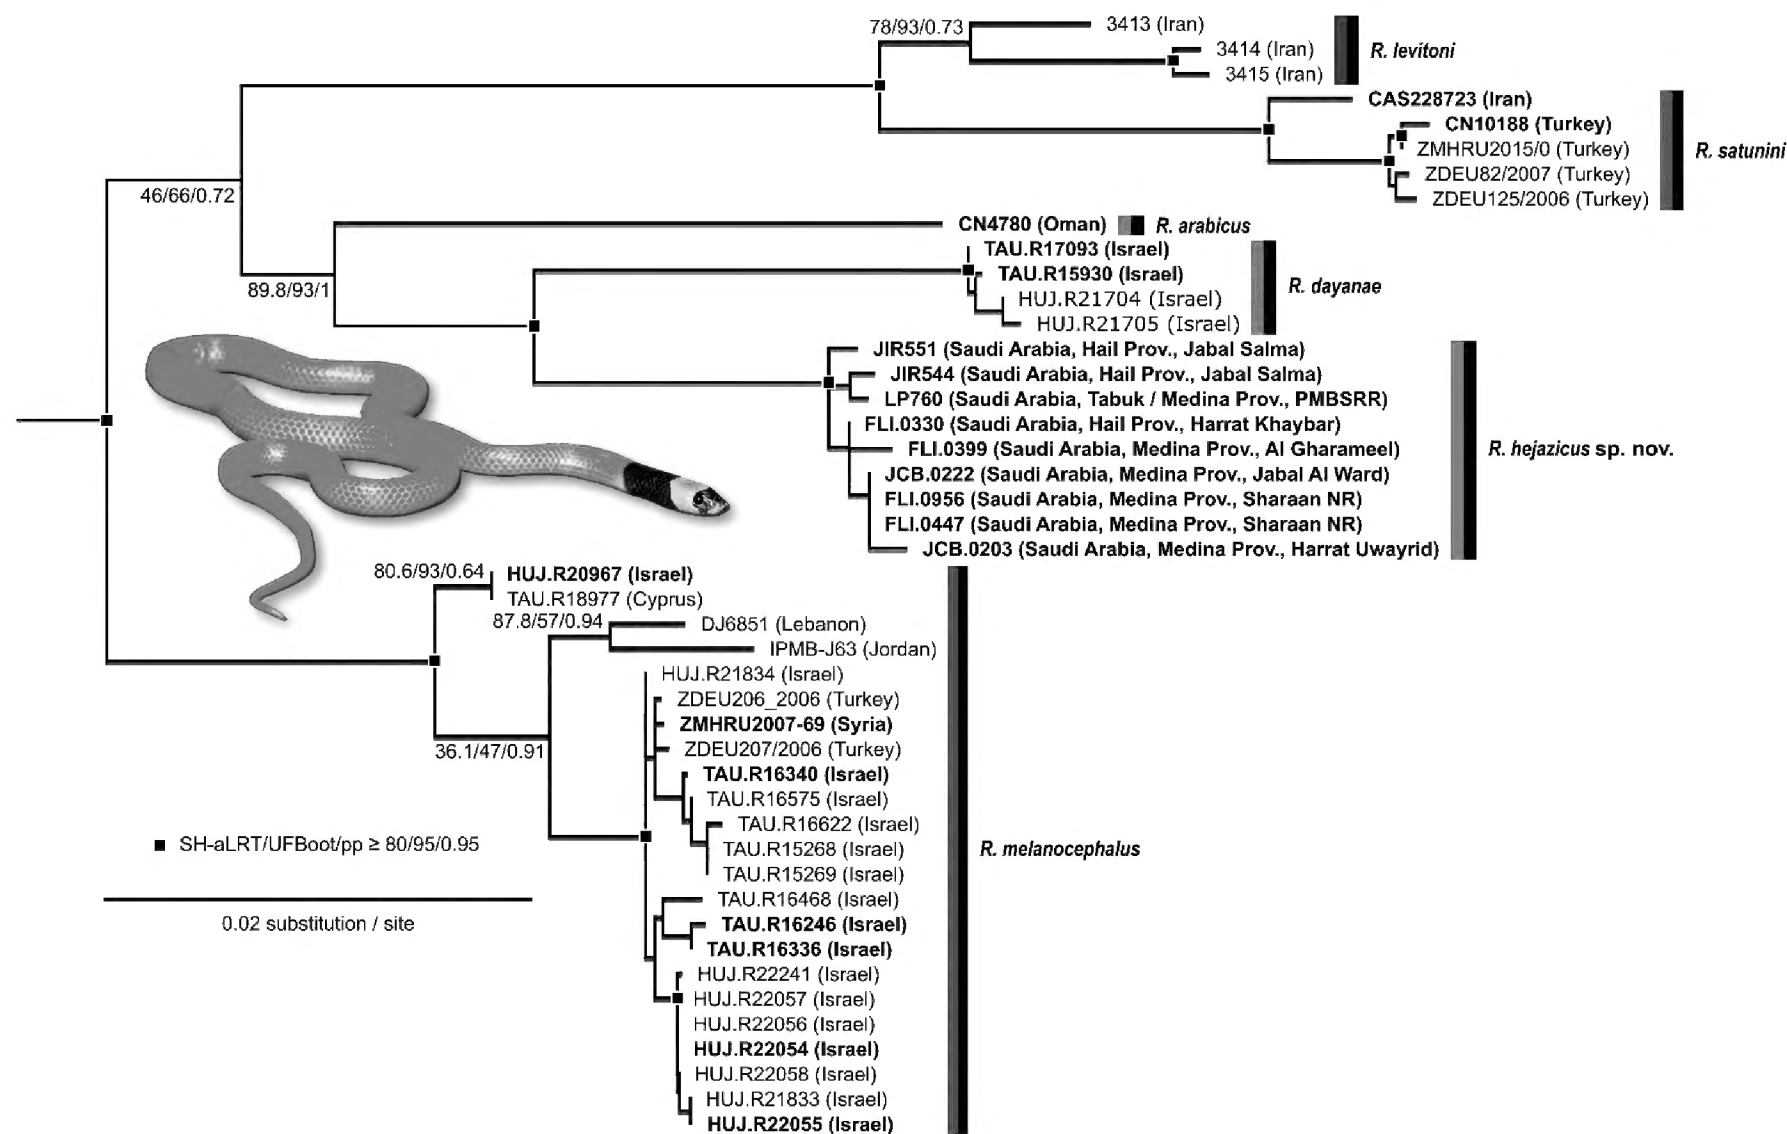 78/93/0.73
3413 (Iran)
3414 (Iran)
3415 (Iran)
R. levitoni
CAS228723 (Iran)
CN10188 (Turkey)
ZMHRU2015/0 (Turkey)
ZDEU82/2007 (Turkey)
ZDEU125/2006 (Turkey)
R. satunini
46/66/0.72
CN4780 (Oman)
R. arabicus
89.8/93/1
TAU.R17093 (Israel)
TAU.R15930 (Israel)
HUJ.R21704 (Israel)
HUJ.R21705 (Israel)
R. dayanae
JIR551 (Saudi Arabia, Hail Prov., Jabal Salma)
JIR544 (Saudi Arabia, Hail Prov., Jabal Salma)
LP760 (Saudi Arabia, Tabuk / Medina Prov., PMBSRR)
FLI.0330 (Saudi Arabia, Hail Prov., Harrat Khaybar)
FLI.0399 (Saudi Arabia, Medina Prov., Al Gharameel)
JCB.0222 (Saudi Arabia, Medina Prov., Jabal Al Ward)
FLI.0956 (Saudi Arabia, Medina Prov., Sharaan NR)
FLI.0447 (Saudi Arabia, Medina Prov., Sharaan NR)
JCB.0203 (Saudi Arabia, Medina Prov., Harrat Uwayrid)
R. hejazicus sp. nov.
80.6/93/0.64
HUJ.R20967 (Israel)
TAU.R18977 (Cyprus)
87.8/57/0.94
DJ6851 (Lebanon)
IPMB-J63 (Jordan)
36.1/47/0.91
HUJ.R21834 (Israel)
ZDEU206_2006 (Turkey)
ZMHRU2007-69 (Syria)
ZDEU207/2006 (Turkey)
TAU.R16340 (Israel)
TAU.R16575 (Israel)
TAU.R16622 (Israel)
TAU.R15268 (Israel)
TAU.R15269 (Israel)
TAU.R16468 (Israel)
TAU.R16246 (Israel)
TAU.R16336 (Israel)
HUJ.R22241 (Israel)
HUJ.R22057 (Israel)
HUJ.R22056 (Israel)
HUJ.R22054 (Israel)
HUJ.R22058 (Israel)
HUJ.R21833 (Israel)
HUJ.R22055 (Israel)
R. melanocephalus
SH-aLRT/UFBoot/pp ≥ 80/95/0.95
0.02 substitution / site